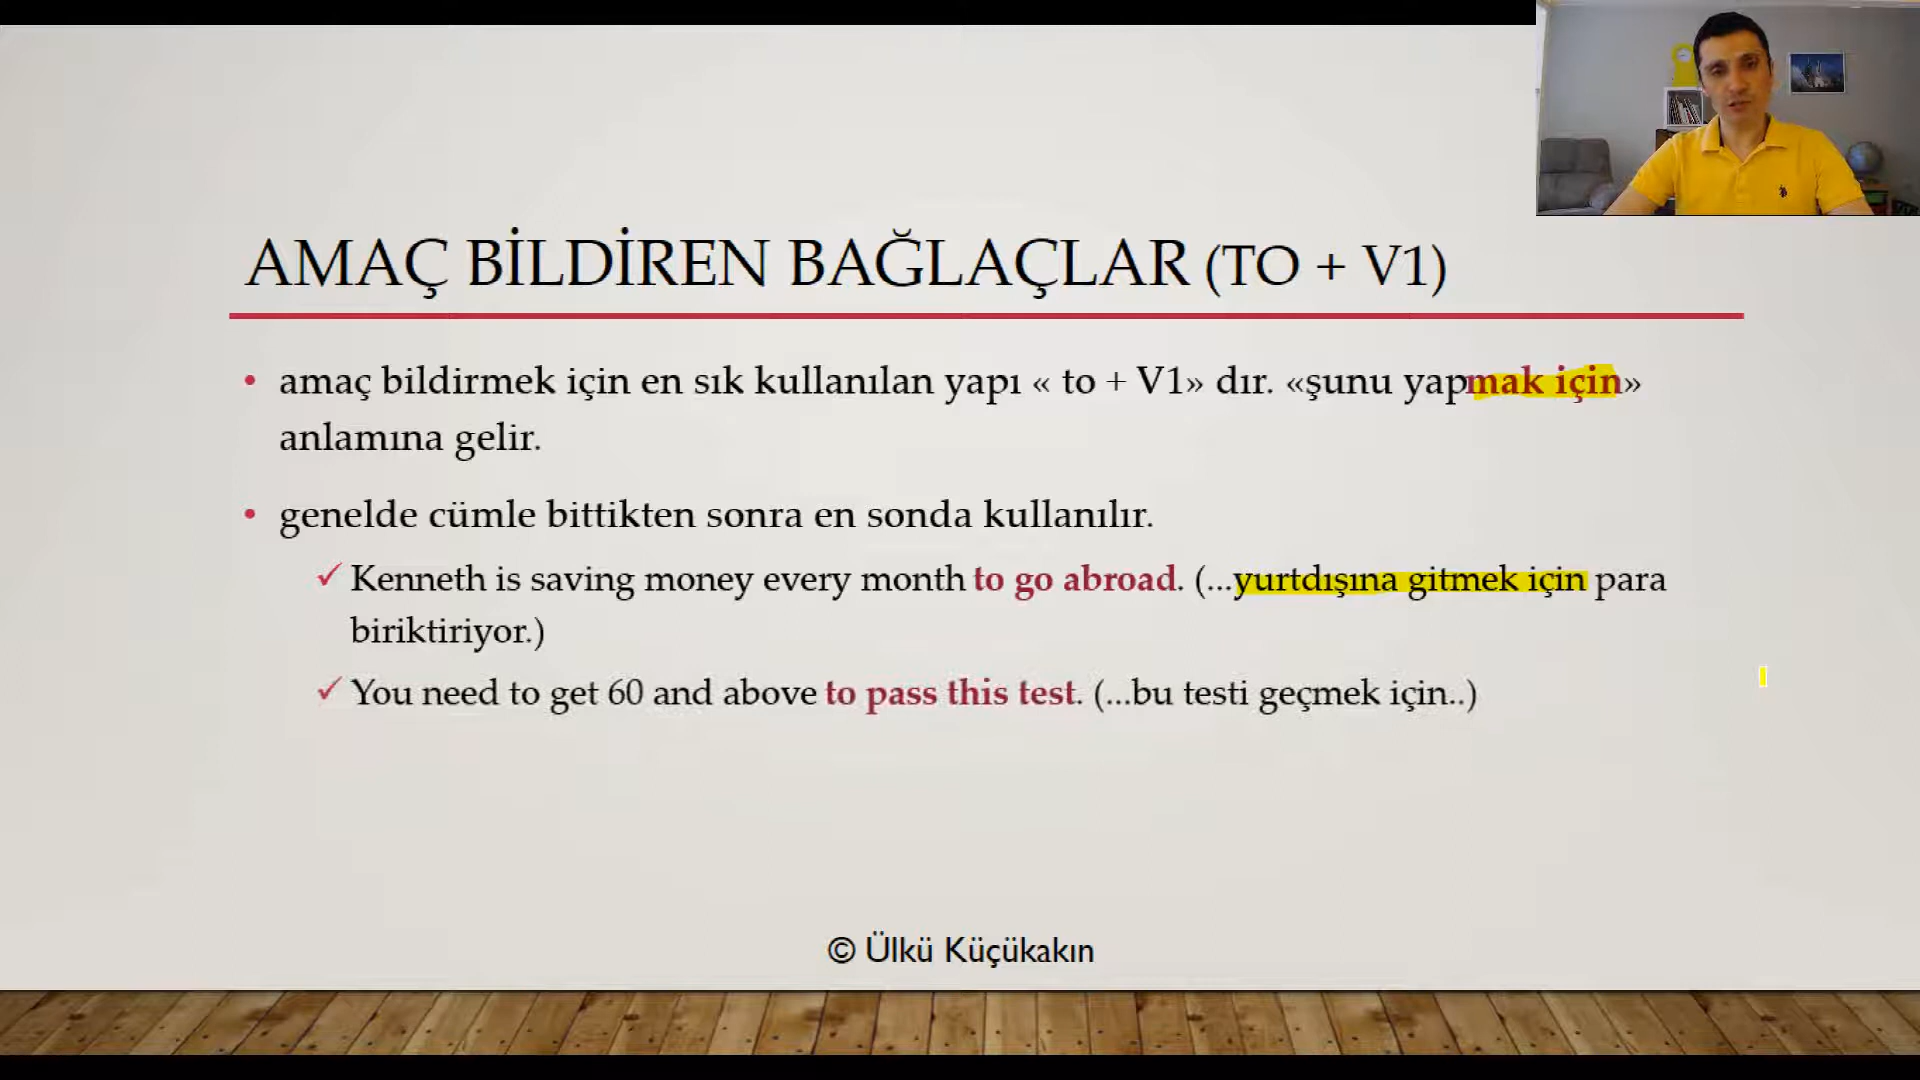 AMAÇ BİLDİREN BAĞLAÇLAR (TO + V1)
• amaç bildirmek için en sık kullanılan yapı « to + V1» dır. «şunu yapmak için»
anlamına gelir.
• genelde cümle bittikten sonra en sonda kullanılır.
✓ Kenneth is saving money every month to go abroad. (...yurtdışına gitmek için para
biriktiriyor.)
✓ You need to get 60 and above to pass this test. (...bu testi geçmek için..)
© Ülkü Küçükakın